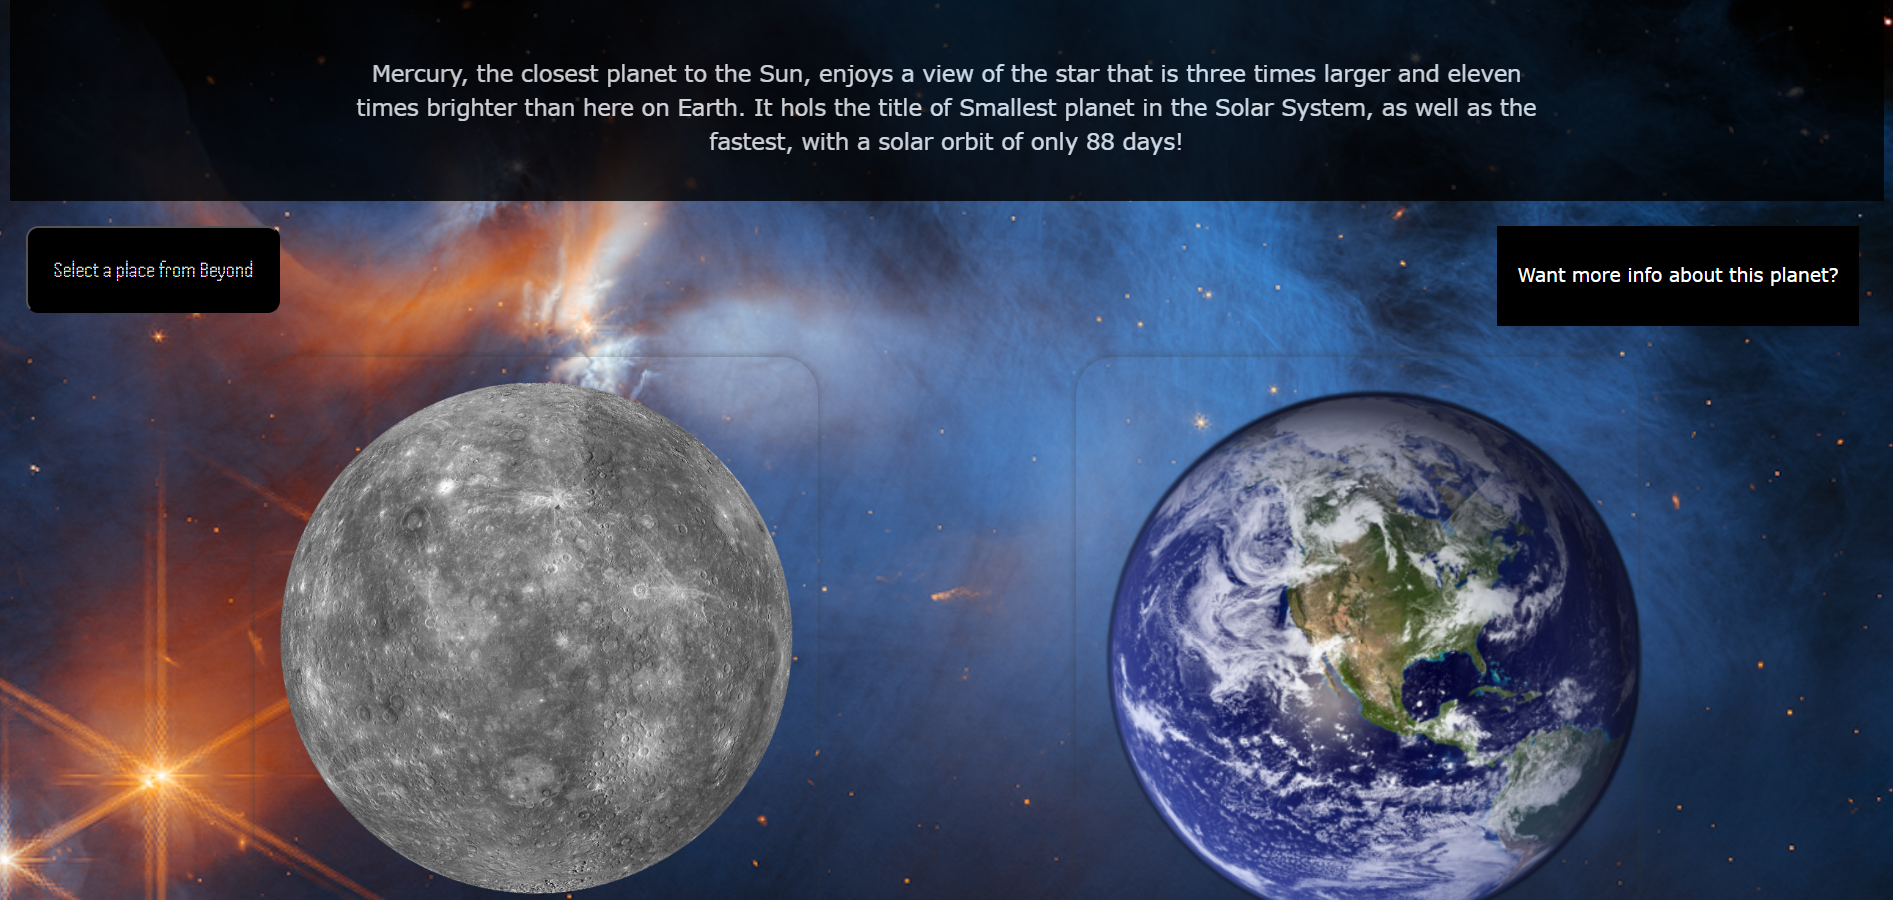 Mercury, the closest planet to the Sun, enjoys a view of the star that is three times larger and eleven
times brighter than here on Earth. It hols the title of Smallest planet in the Solar System, as well as the
fastest, with a solar orbit of only 88 days!
Select a place from Beyond
Want more info about this planet?